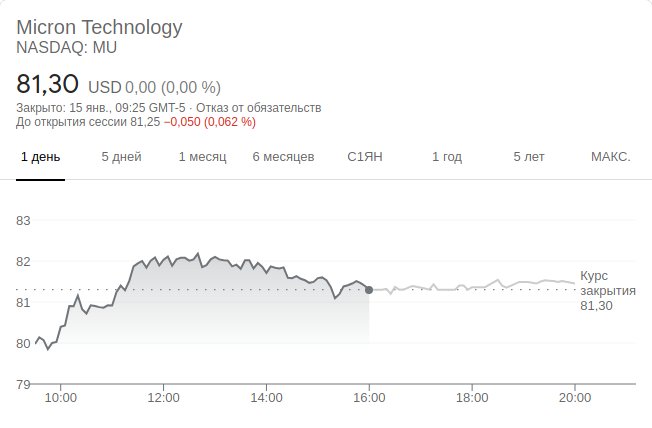 Micron Technology
NASDAQ: MU
81,30 USD 0,00 (0,00 %)
Закрыто: 15 янв., 09:25 GMT-5 · Отказ от обязательств
До открытия сессии 81,25 −0,050 (0,062 %)
1 день 5 дней 1 месяц 6 месяцев С1ЯН 1 год 5 лет МАКС.
83
82
Курс
закрытия
81,30
81
80
79
10:00 12:00 14:00 16:00 18:00 20:00